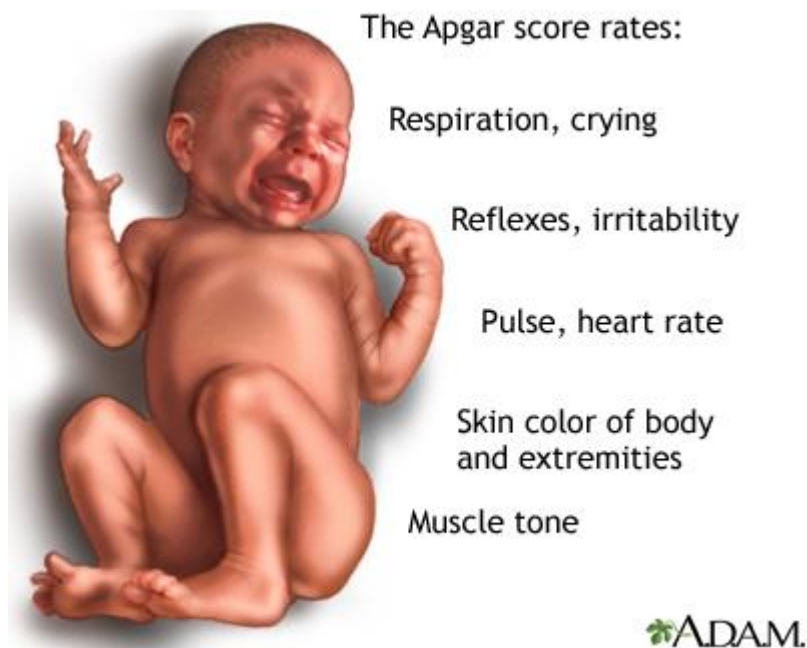 The Apgar score rates:
Respiration, crying
Reflexes, irritability
Pulse, heart rate
Skin color of body
and extremities
Muscle tone
A.D.A.M.